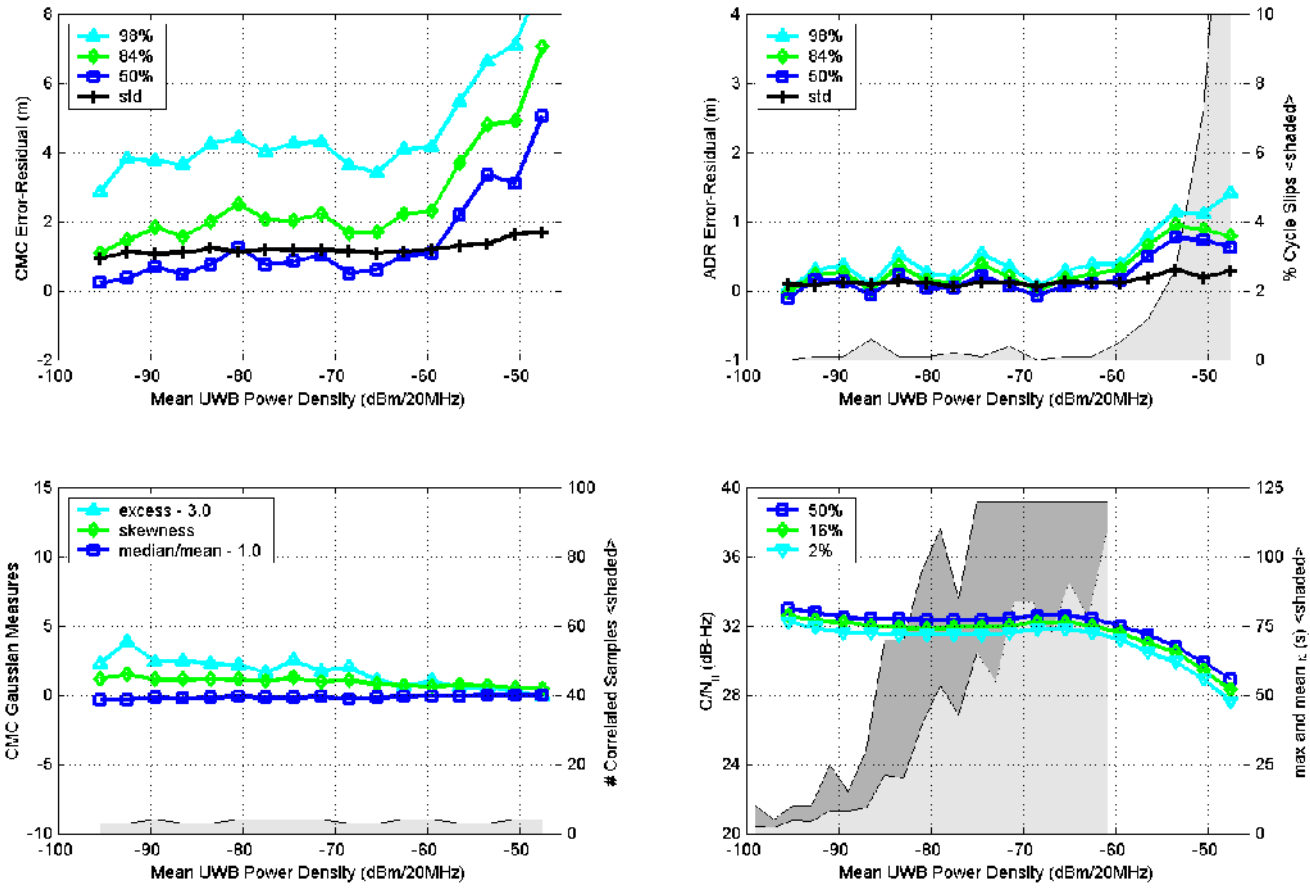 8
6
4
2
0
-2
98%
84%
50%
std
CMC Error-Residual (m)
-100 -90 -80 -70 -60 -50
Mean UWB Power Density (dBm/20MHz)
4
3
2
1
0
-1
98%
84%
50%
std
ADR Error-Residual (m)
10
8
6
4
2
0
% Cycle Slips <shaded>
-100 -90 -80 -70 -60 -50
Mean UWB Power Density (dBm/20MHz)
15
10
5
0
-5
-10
excess - 3.0
skewness
median/mean - 1.0
CMC Gaussian Measures
100
80
60
40
20
0
# Correlated Samples <shaded>
-100 -90 -80 -70 -60 -50
Mean UWB Power Density (dBm/20MHz)
40
36
32
28
24
20
50%
16%
2%
C/N0 (dB-Hz)
125
100
75
50
25
0
max and mean (s) <shaded>
-100 -90 -80 -70 -60 -50
Mean UWB Power Density (dBm/20MHz)